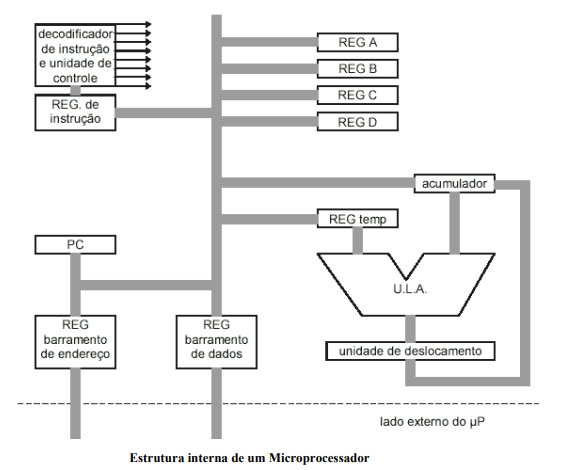 decodificador
de instrução
e unidade de
controle
REG. de
instrução
REG A
REG B
REG C
REG D
acumulador
REG temp
PC
U.L.A.
REG
barramento
de endereço
REG
barramento
de dados
unidade de deslocamento
lado externo do µP
Estrutura interna de um Microprocessador